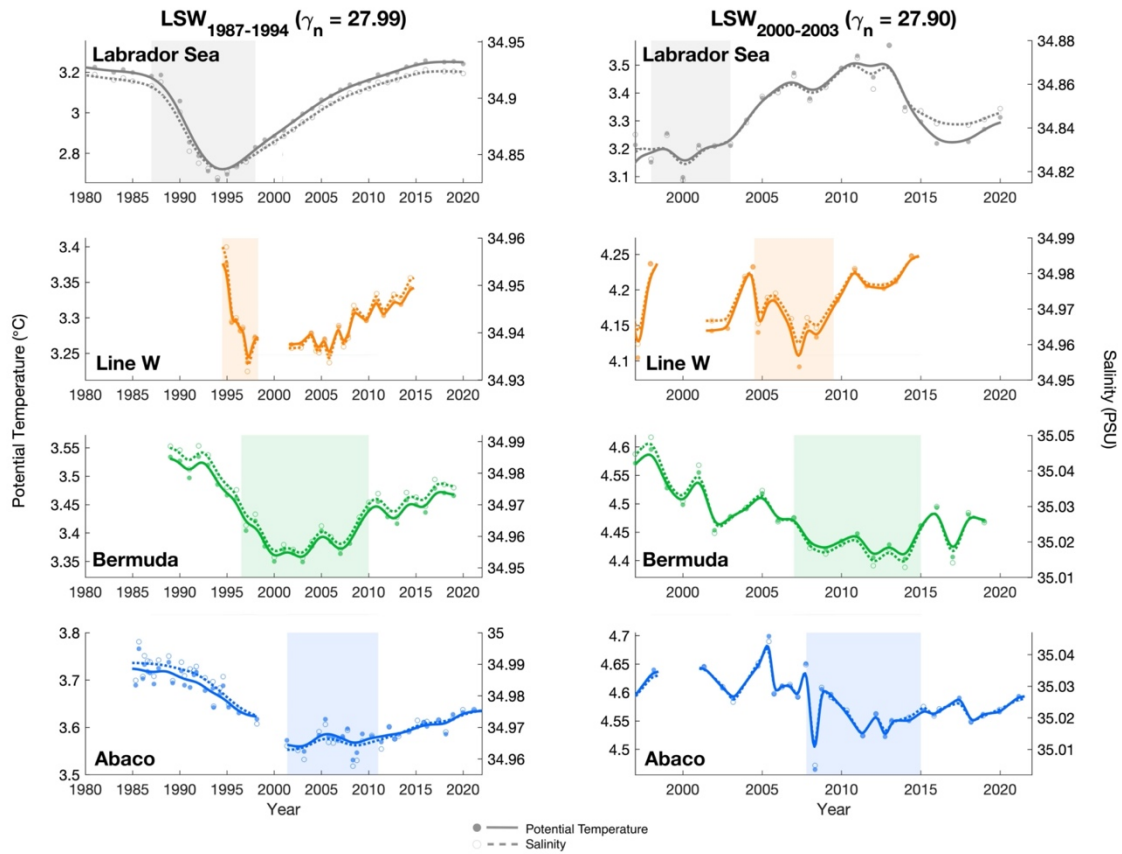 LSW1987-1994 (γn = 27.99)
LSW2000-2003 (γn = 27.90)
Labrador Sea
3.2
3
2.8
34.95
34.9
34.85
1980 1985 1990 1995 2000 2005 2010 2015 2020
Labrador Sea
3.5
3.4
3.3
3.2
3.1
34.88
34.86
34.84
34.82
2000 2005 2010 2015 2020
Line W
3.4
3.35
3.3
3.25
34.96
34.95
34.94
34.93
1980 1985 1990 1995 2000 2005 2010 2015 2020
Line W
4.25
4.2
4.15
4.1
34.99
34.98
34.97
34.96
34.95
2000 2005 2010 2015 2020
Potential Temperature (°C)
Salinity (PSU)
Bermuda
3.55
3.5
3.45
3.4
3.35
34.99
34.98
34.97
34.96
34.95
1980 1985 1990 1995 2000 2005 2010 2015 2020
Bermuda
4.6
4.55
4.5
4.45
4.4
35.05
35.04
35.03
35.02
35.01
2000 2005 2010 2015 2020
Abaco
3.8
3.7
3.6
3.5
35
34.99
34.98
34.97
34.96
1980 1985 1990 1995 2000 2005 2010 2015 2020
Year
Abaco
4.7
4.65
4.6
4.55
4.5
35.04
35.03
35.02
35.01
2000 2005 2010 2015 2020
Year
Potential Temperature
Salinity